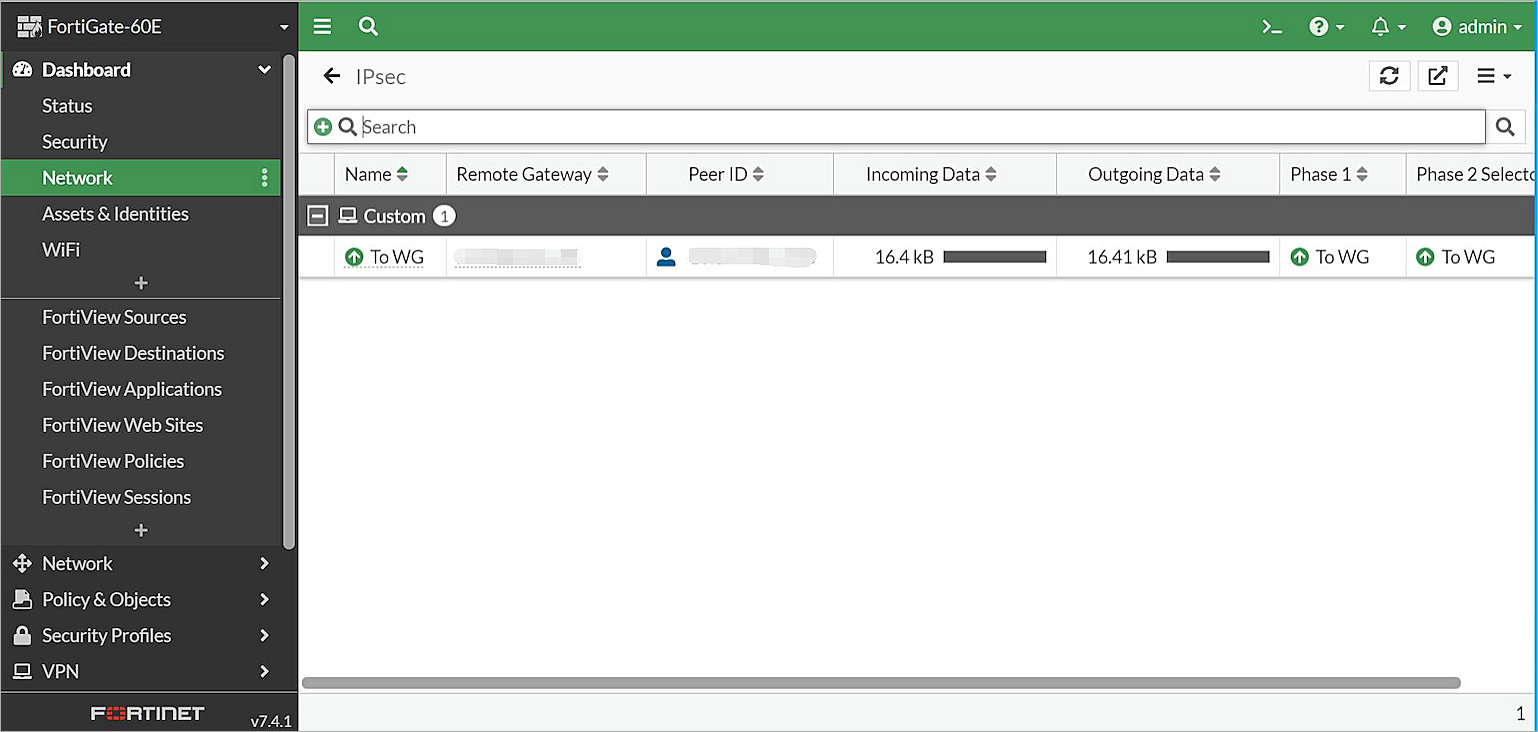 FortiGate-60E
admin
Dashboard
Status
Security
Network
Assets & Identities
WiFi
FortiView Sources
FortiView Destinations
FortiView Applications
FortiView Web Sites
FortiView Policies
FortiView Sessions
Network
Policy & Objects
Security Profiles
VPN
FORTINET v7.4.1
IPsec
Search
Name Remote Gateway Peer ID Incoming Data Outgoing Data Phase 1 Phase 2 Selecto
Custom 1
To WG 16.4 kB 16.41 kB To WG To WG
1